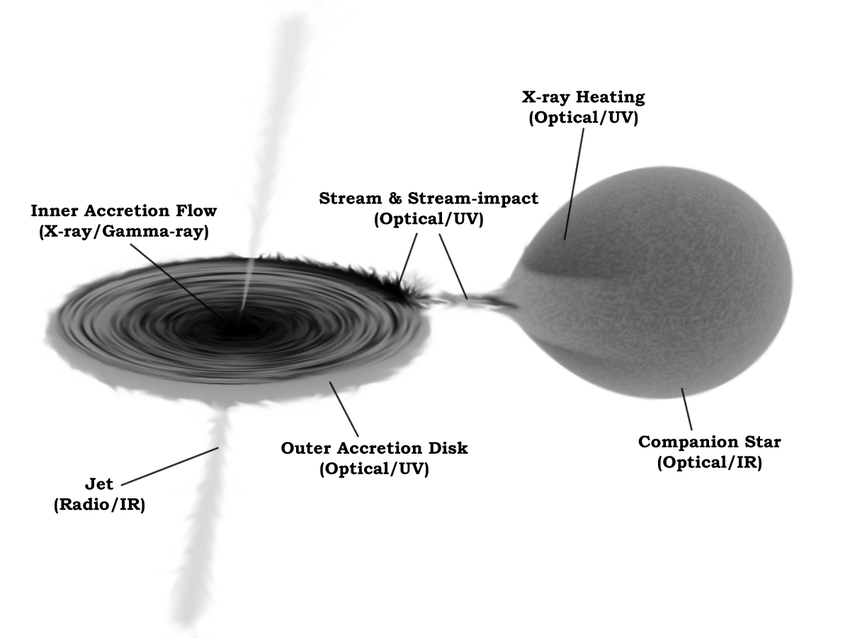 X-ray Heating
(Optical/UV)
Stream & Stream-impact
(Optical/UV)
Inner Accretion Flow
(X-ray/Gamma-ray)
Outer Accretion Disk
(Optical/UV)
Companion Star
(Optical/IR)
Jet
(Radio/IR)